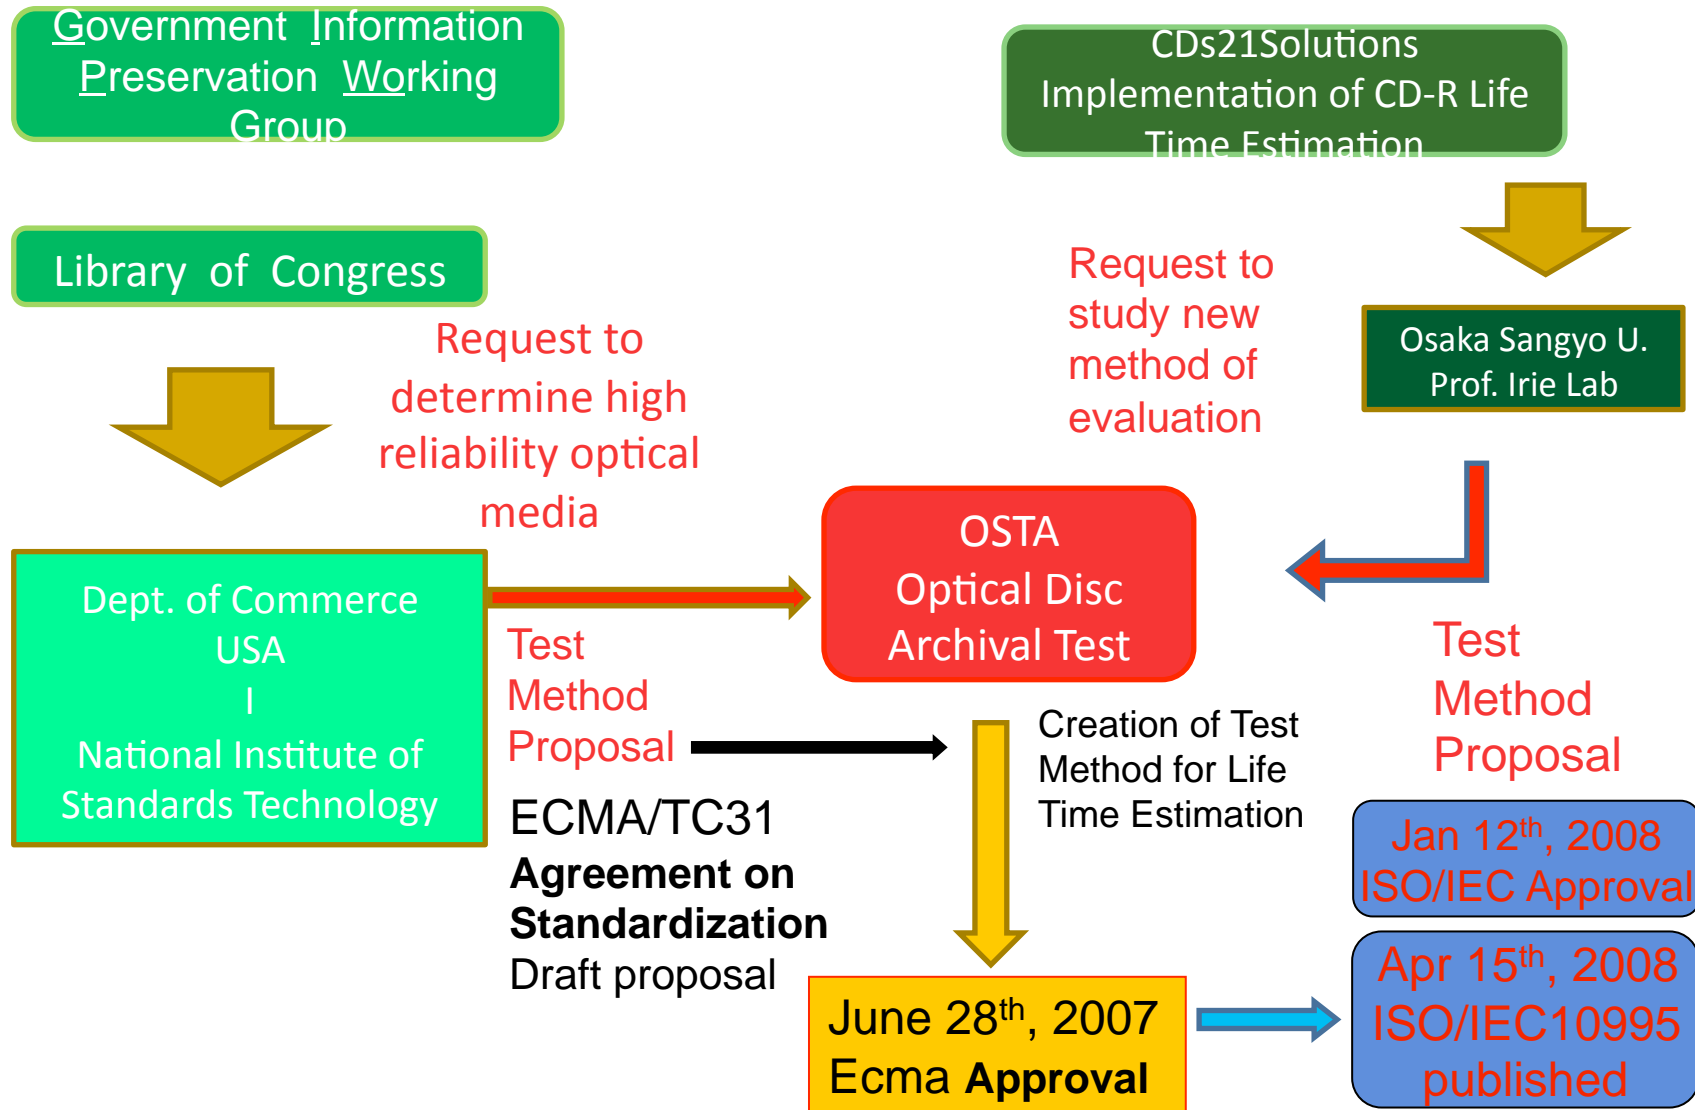 Government Information
Preservation Working
Group
CDs21Solutions
Implementation of CD-R Life
Time Estimation
Library of Congress
Request to
determine high
reliability optical
media
Request to
study new
method of
evaluation
Osaka Sangyo U.
Prof. Irie Lab
Dept. of Commerce
USA
I
National Institute of
Standards Technology
OSTA
Optical Disc
Archival Test
Test
Method
Proposal
Test
Method
Proposal
Creation of Test
Method for Life
Time Estimation
ECMA/TC31
Agreement on
Standardization
Draft proposal
June 28th, 2007
Ecma Approval
Jan 12th, 2008
ISO/IEC Approval
Apr 15th, 2008
ISO/IEC10995
published